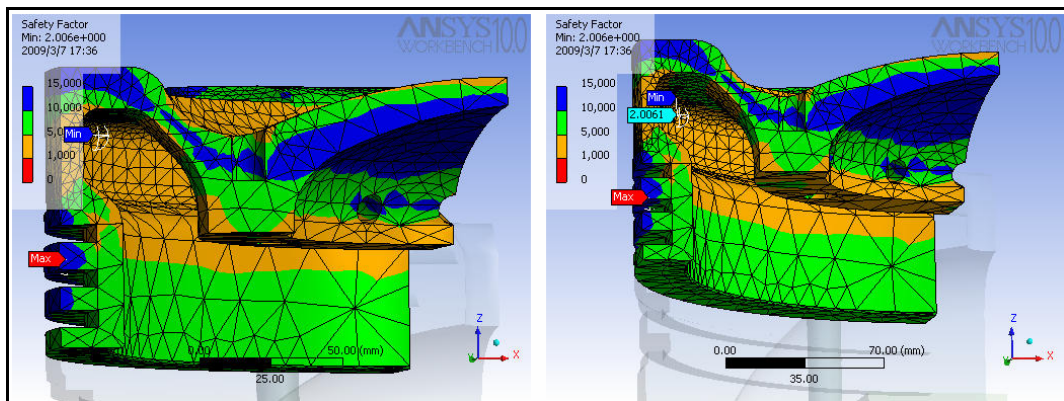 Safety Factor
Min: 2.006e+000
2009/3/7 17:36
ANSYS
WORKBENCH 10.0
15,000
10,000
5,0
1,000
0
Min
Max
0.00
50.00 (mm)
25.00
Z
Y
X
Safety Factor
Min: 2.006e+000
2009/3/7 17:36
ANSYS
WORKBENCH 10.0
15,000
10,000
5,000
1,000
0
Min
2.0061
Max
0.00
70.00 (mm)
35.00
Z
Y
X